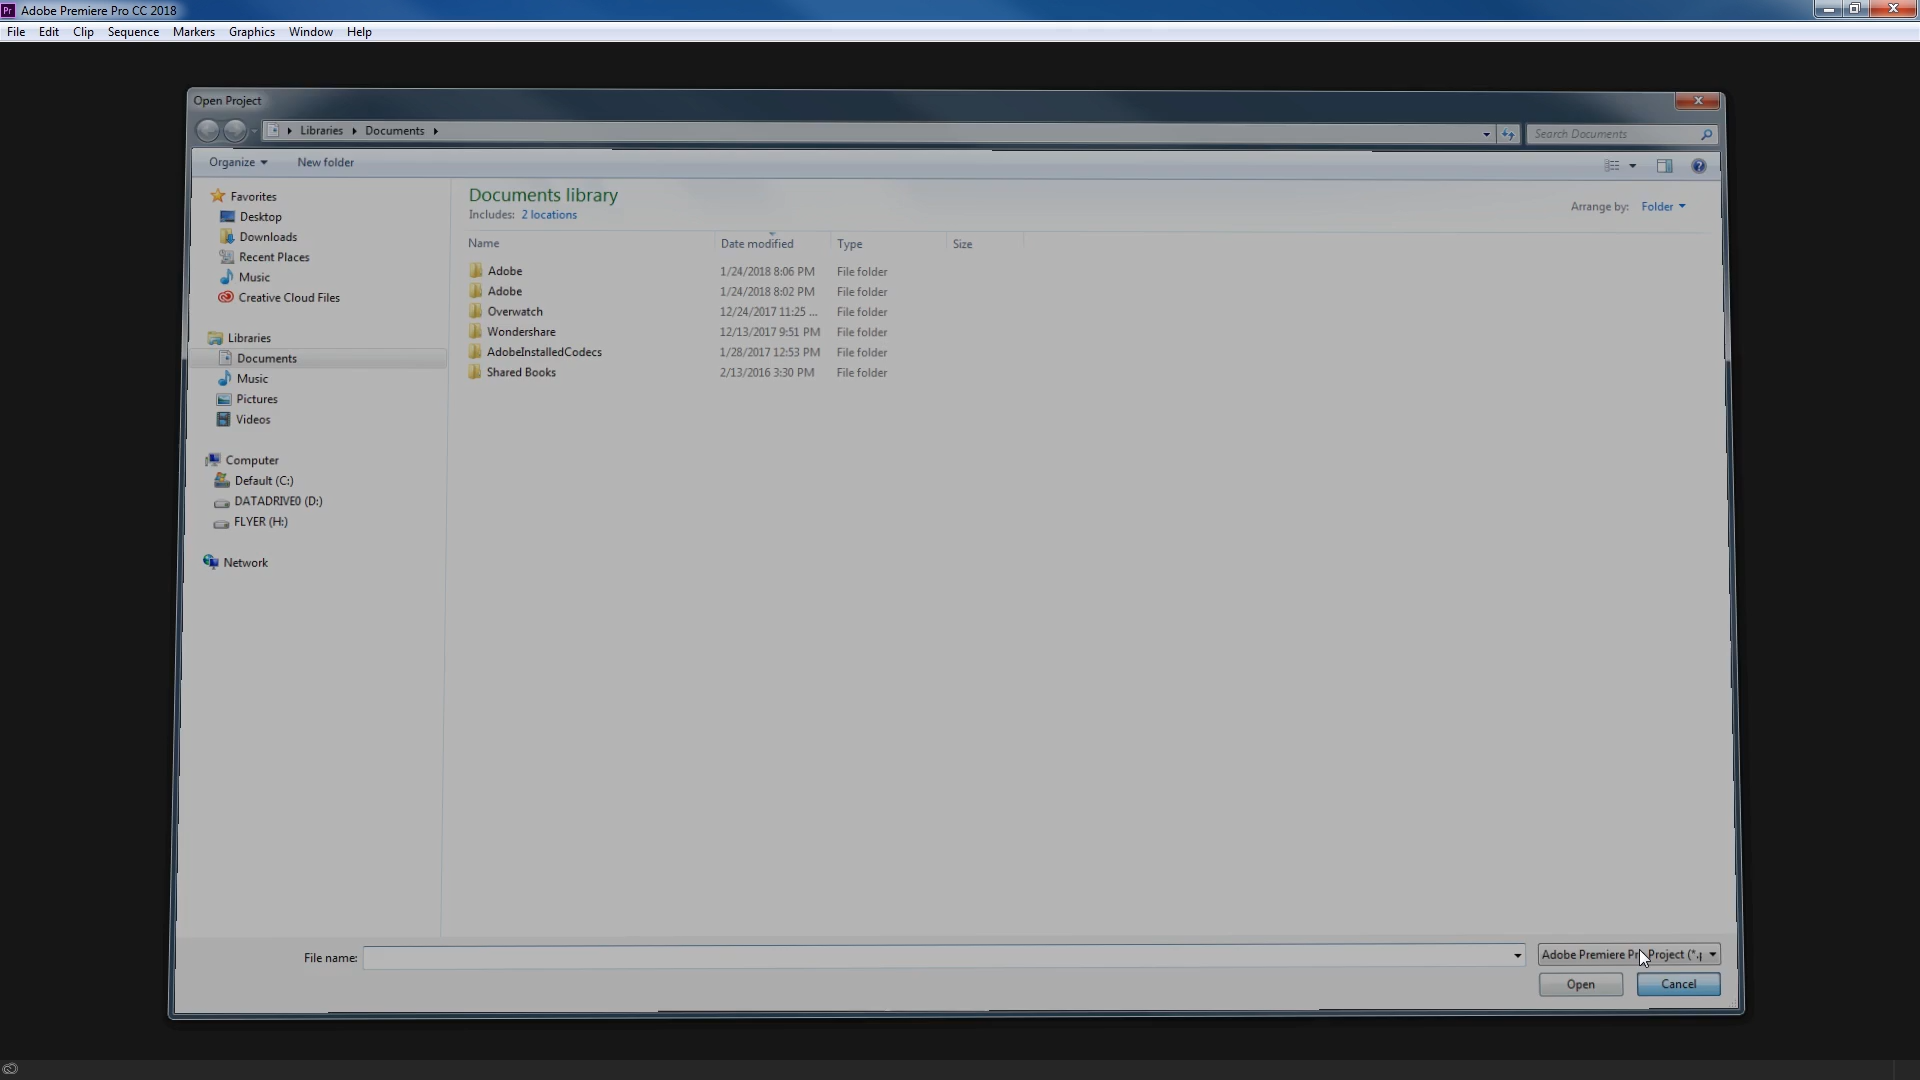 Pr Adobe Premiere Pro CC 2018
File Edit Clip Sequence Markers Graphics Window Help
Open Project
Libraries Documents
Search Documents
Organize New folder
Documents library
Includes: 2 locations
Arrange by: Folder
Name Date modified Type Size
Adobe 1/24/2018 8:06 PM File folder
Adobe 1/24/2018 8:02 PM File folder
Overwatch 12/24/2017 11:25 ... File folder
Wondershare 12/13/2017 9:51 PM File folder
AdobeInstalledCodecs 1/28/2017 12:53 PM File folder
Shared Books 2/13/2016 3:30 PM File folder
Favorites
Desktop
Downloads
Recent Places
Music
Creative Cloud Files
Libraries
Documents
Music
Pictures
Videos
Computer
Default (C:)
DATADRIVE0 (D:)
FLYER (H:)
Network
File name:
Adobe Premiere Pro Project (*.p
Open Cancel